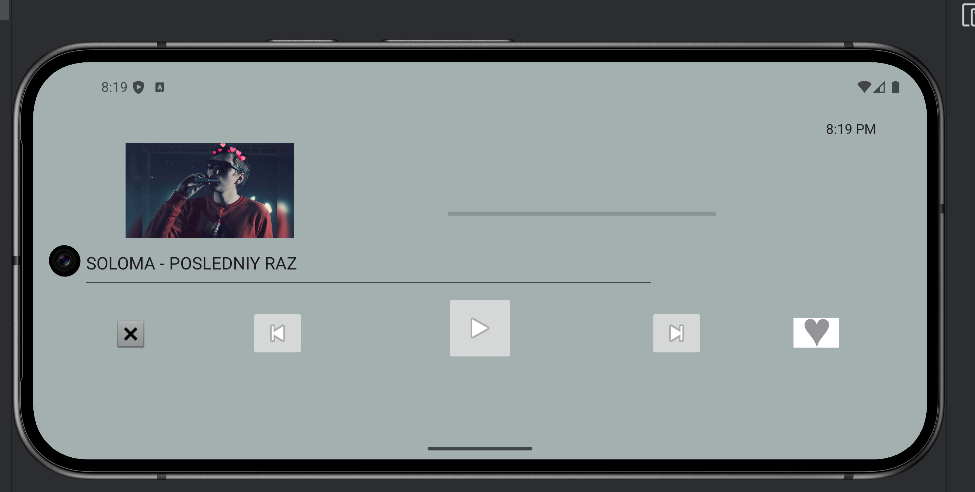 8:19
8:19 PM
SOLOMA - POSLEDNIY RAZ